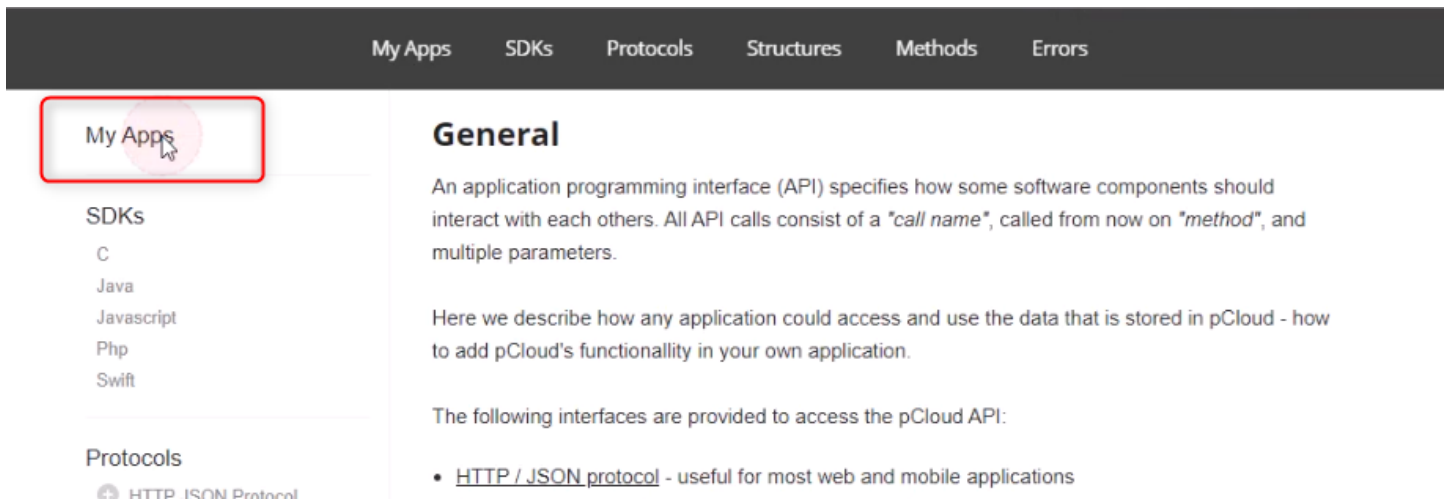 My Apps SDKs Protocols Structures Methods Errors
My Apps
SDKs
C
Java
Javascript
Php
Swift
Protocols
HTTP JSON Protocol
General
An application programming interface (API) specifies how some software components should
interact with each others. All API calls consist of a "call name", called from now on "method", and
multiple parameters.
Here we describe how any application could access and use the data that is stored in pCloud - how
to add pCloud's functionallity in your own application.
The following interfaces are provided to access the pCloud API:
• HTTP / JSON protocol - useful for most web and mobile applications